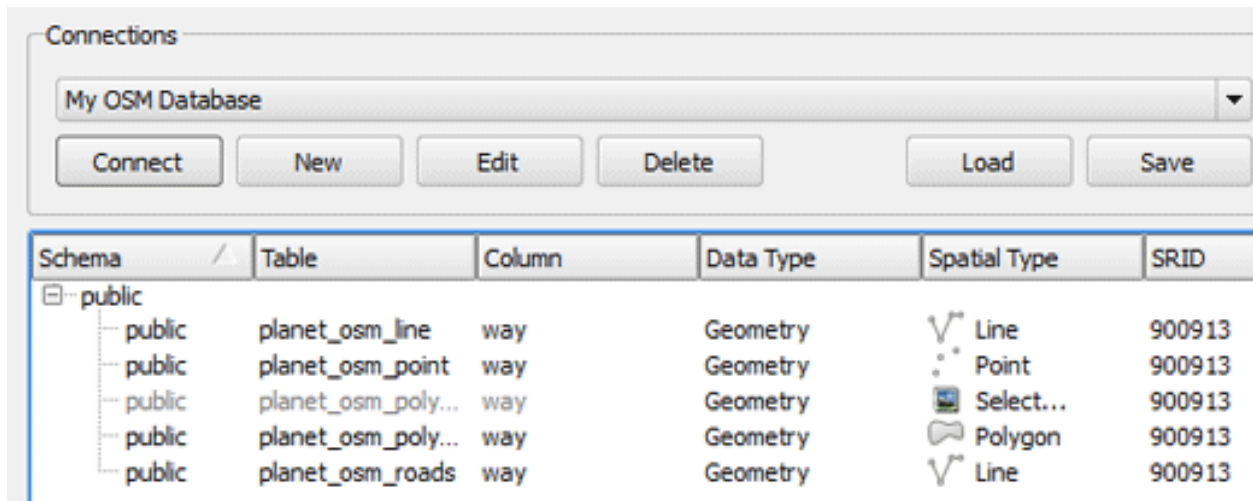 Connections
My OSM Database
Connect New Edit Delete Load Save
Schema Table Column Data Type Spatial Type SRID
public
public planet_osm_line way Geometry Line 900913
public planet_osm_point way Geometry Point 900913
public planet_osm_poly... way Geometry Select... 900913
public planet_osm_poly... way Geometry Polygon 900913
public planet_osm_roads way Geometry Line 900913